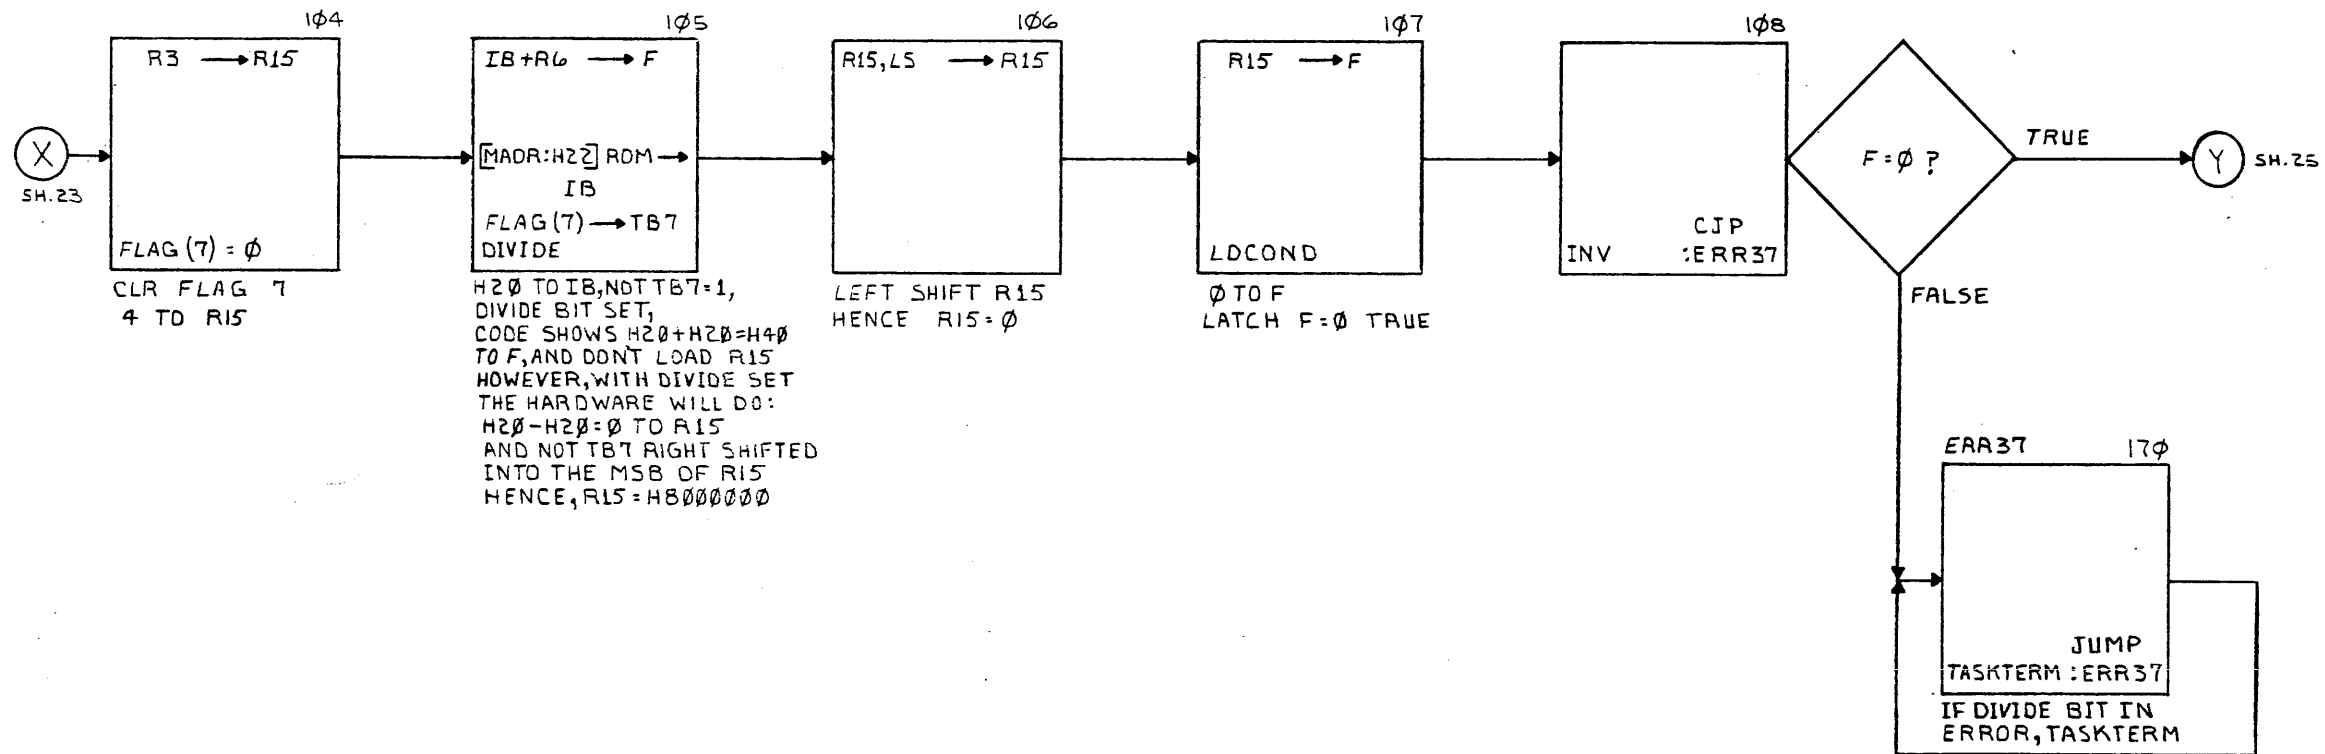 1Ø4
R3 → R15
FLAG (7) = Ø
CLR FLAG 7
4 TO R15
X
SH.23
1Ø5
IB+R6 → F
[MADR:H22] ROM →
IB
FLAG (7) → TB7
DIVIDE
H2Ø TO IB, NOT TB7=1,
DIVIDE BIT SET,
CODE SHOWS H2Ø+H2Ø=H4Ø
TO F, AND DON'T LOAD R15
HOWEVER, WITH DIVIDE SET
THE HARDWARE WILL DO:
H2Ø-H2Ø=Ø TO R15
AND NOT TB7 RIGHT SHIFTED
INTO THE MSB OF R15
HENCE, R15=H8ØØØØØØ
1Ø6
R15,LS → R15
LEFT SHIFT R15
HENCE R15=Ø
1Ø7
R15 → F
LDCOND
Ø TO F
LATCH F=Ø TRUE
1Ø8
CJP
INV :ERR37
F=Ø ?
TRUE
Y
SH.25
FALSE
ERR37 17Ø
JUMP
TASKTERM :ERR37
IF DIVIDE BIT IN
ERROR, TASKTERM